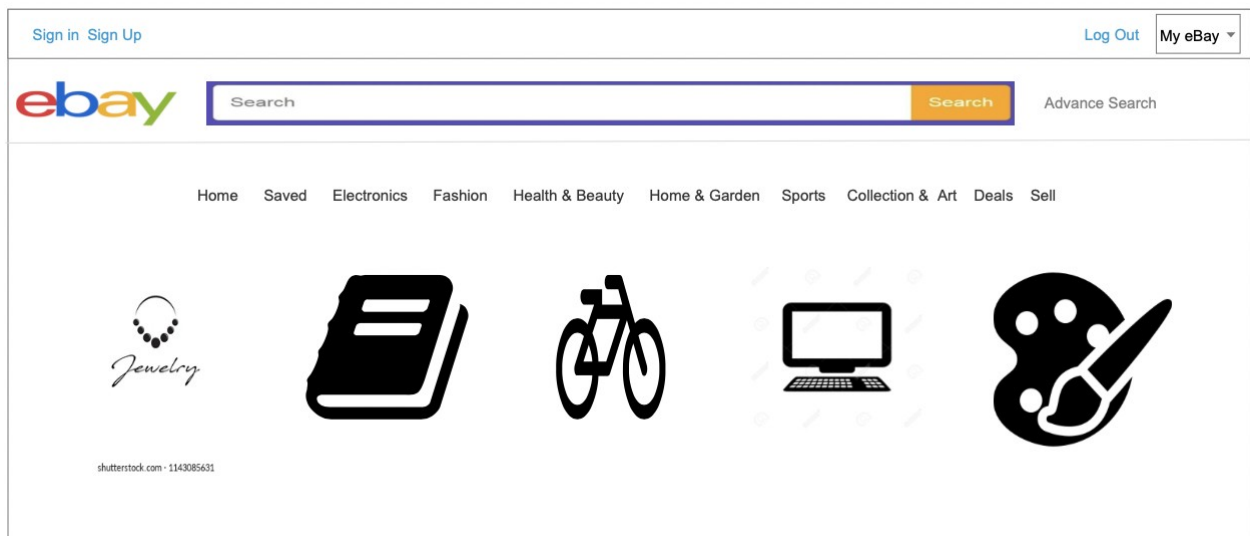 Sign in Sign Up Log Out My eBay
ebay Search Search Advance Search
Home Saved Electronics Fashion Health & Beauty Home & Garden Sports Collection & Art Deals Sell
Jewelry
shutterstock.com · 1143085631